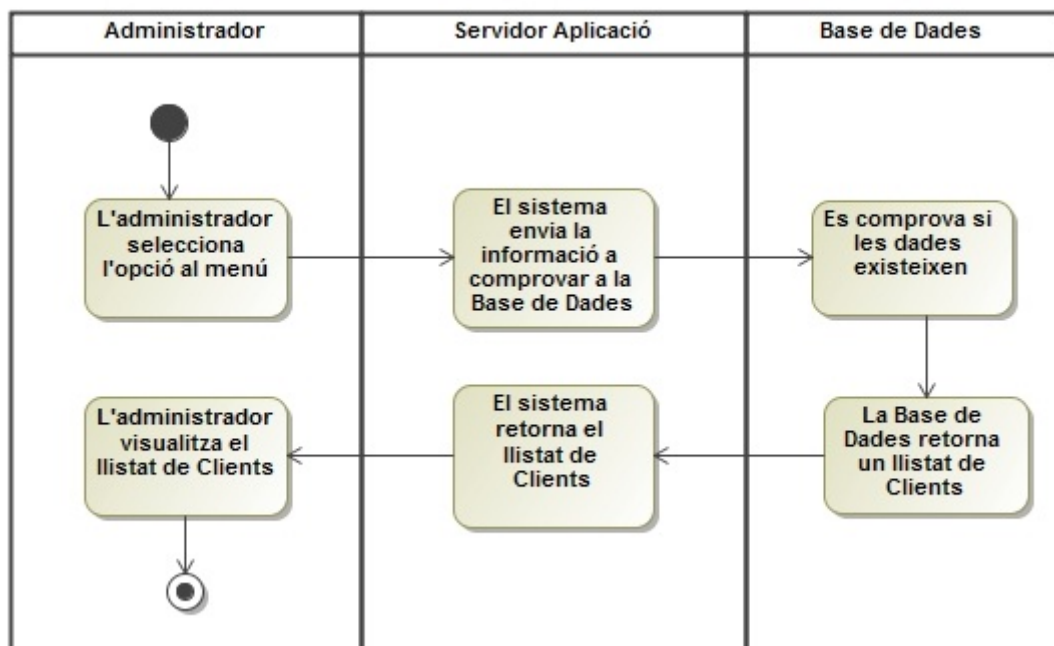 Administrador
Servidor Aplicació
Base de Dades
L'administrador
selecciona
l'opció al menú
El sistema
envia la
informació a
comprovar a la
Base de Dades
Es comprova si
les dades
existeixen
La Base de
Dades retorna
un llistat de
Clients
El sistema
retorna el
llistat de
Clients
L'administrador
visualitza el
llistat de Clients